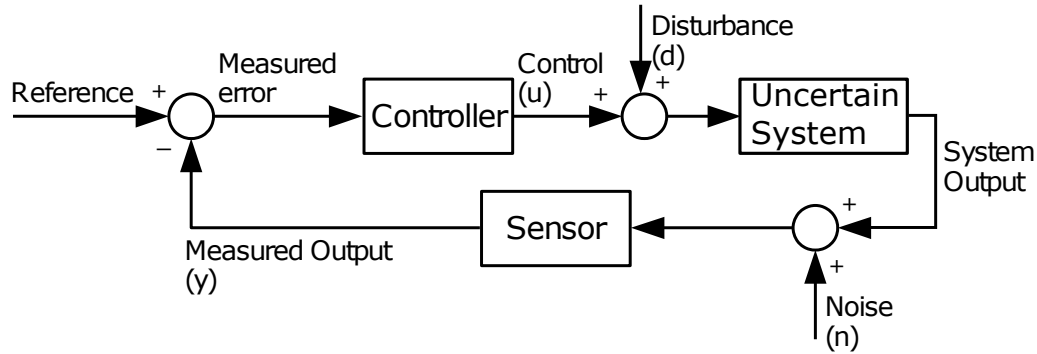 Disturbance
(d)
Reference
+
−
Measured
error
Controller
Control
(u)
+
+
Uncertain
System
System
Output
+
+
Sensor
Measured Output
(y)
Noise
(n)